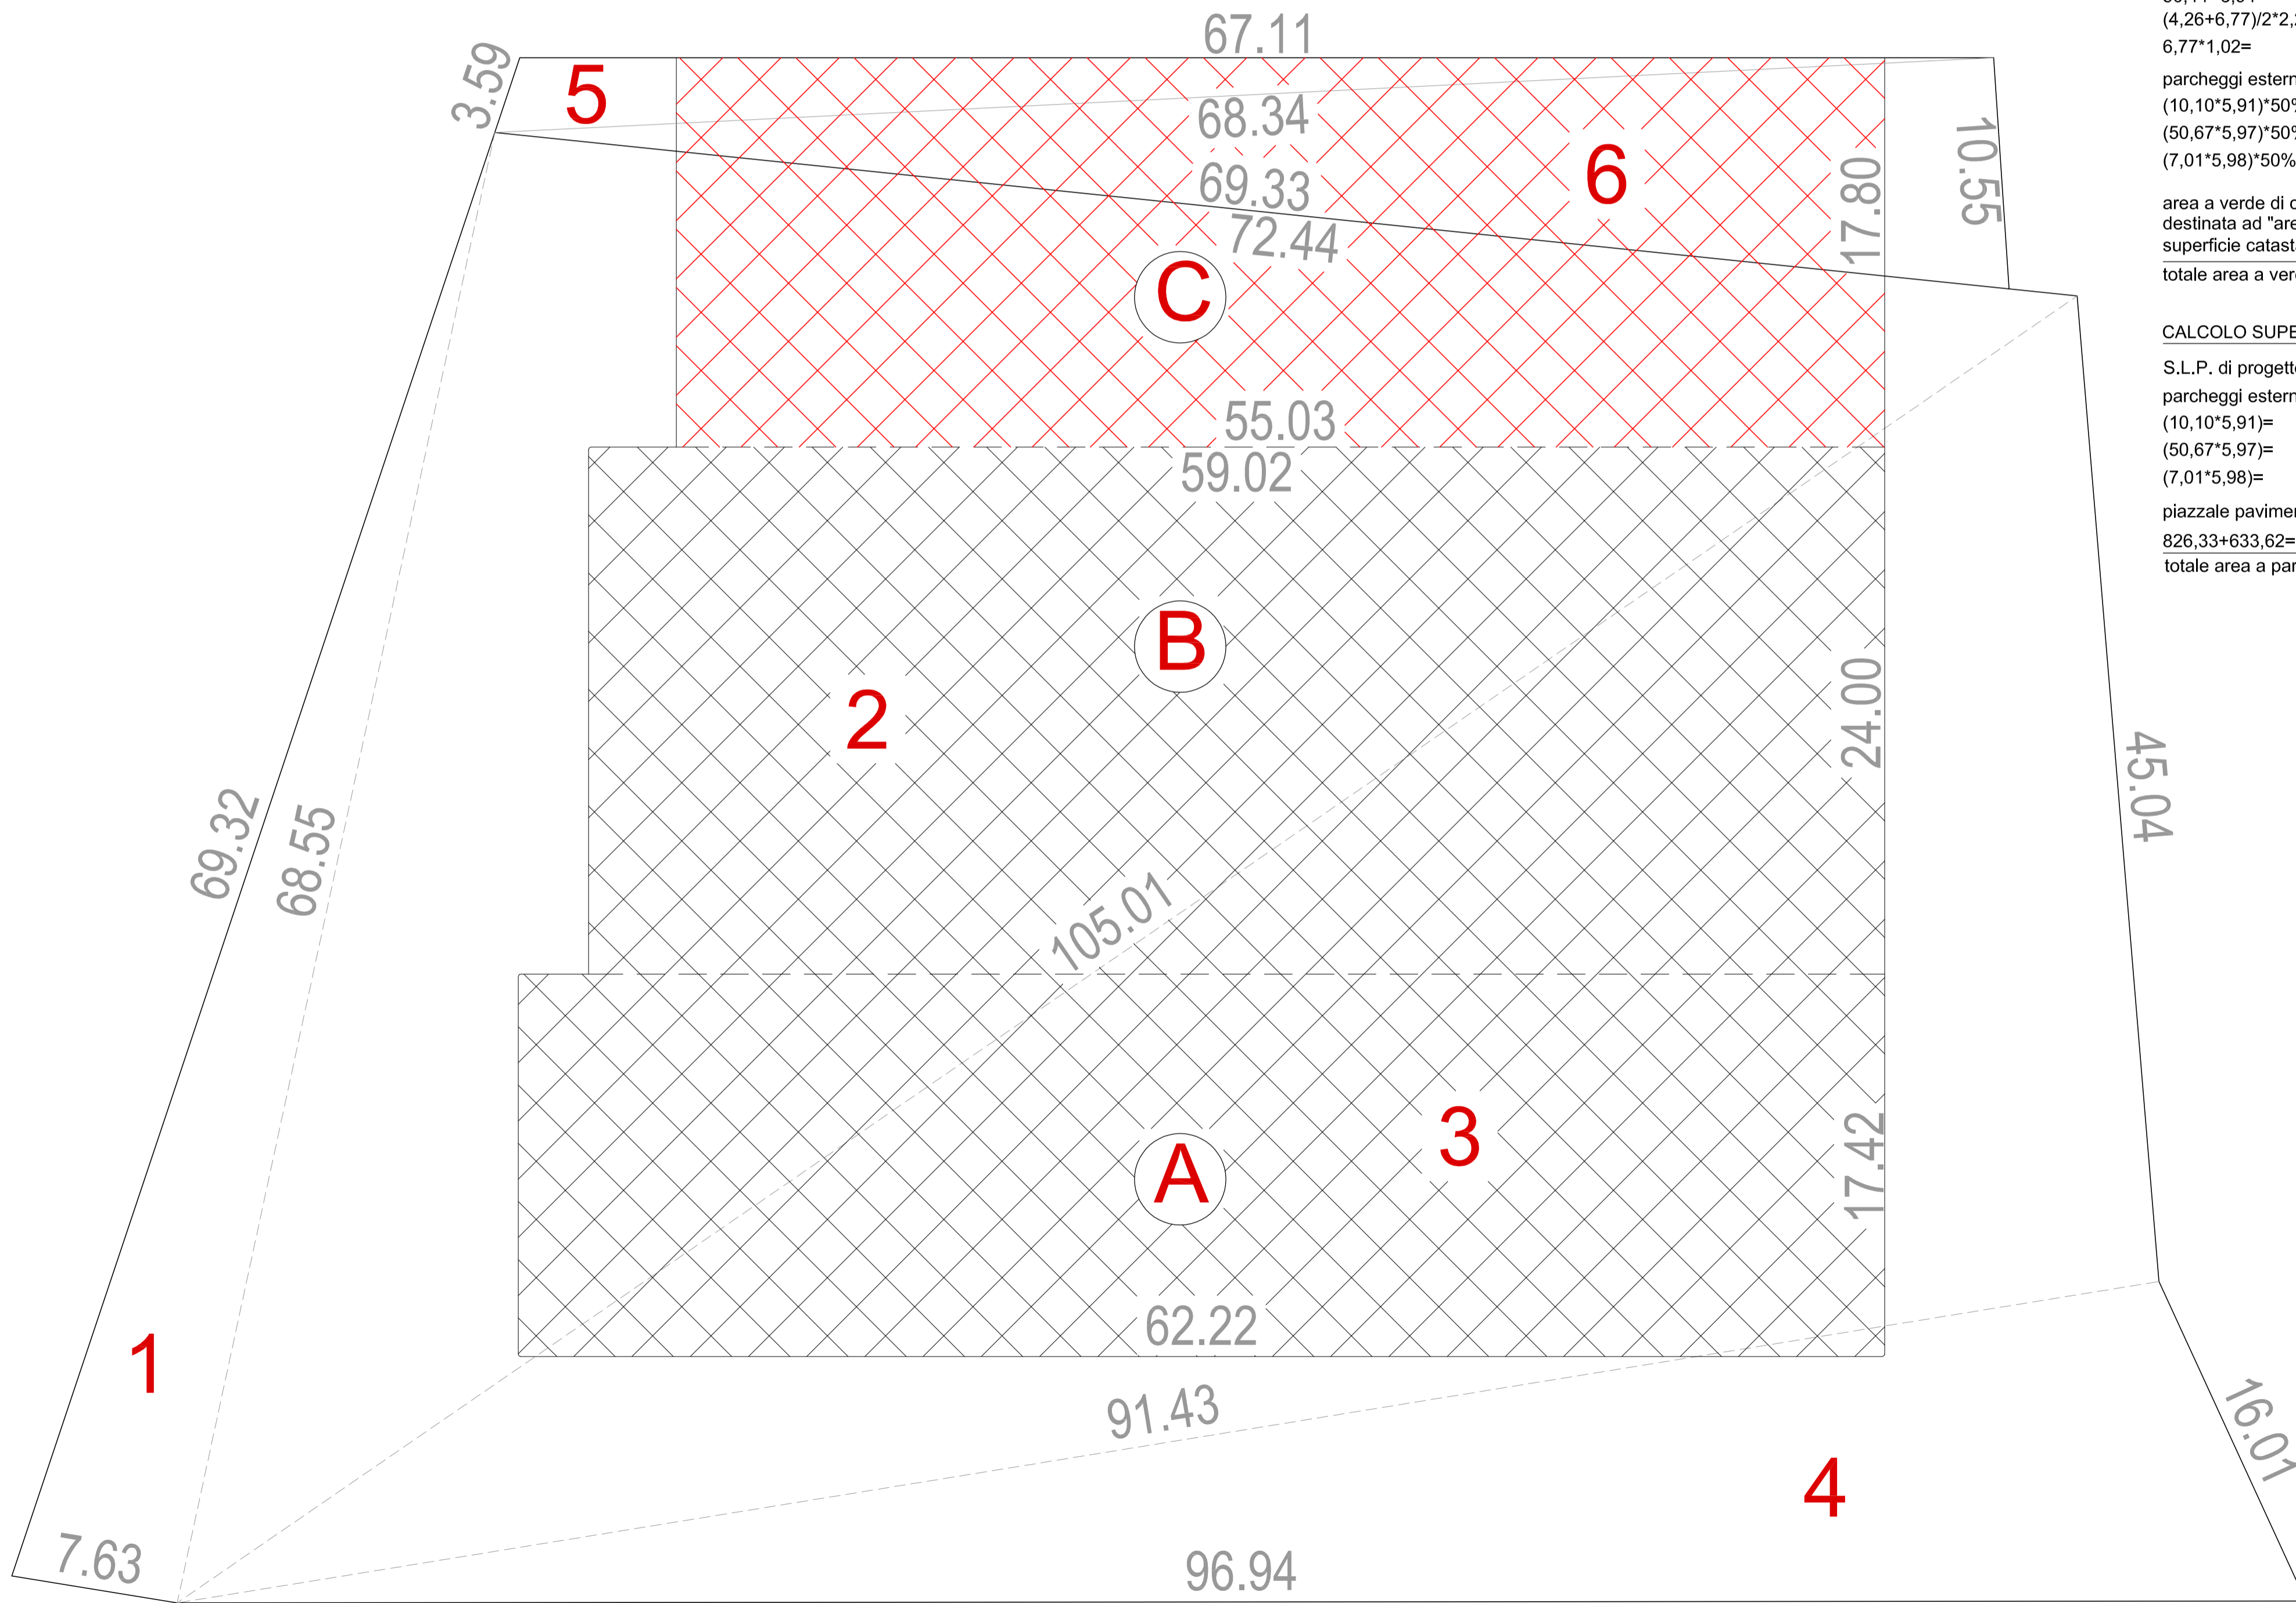 67.11
3.59
5
68.34
6
10.55
69.33
17.80
72.44
C
55.03
59.02
B
2
24.00
45.04
69.32
68.55
105.01
3
A
17.42
62.22
1
91.43
16.01
4
7.63
96.94
(4,26+6,77)/2*2,
6,77*1,02=
parcheggi estern
(10,10*5,91)*50%
(50,67*5,97)*50%
(7,01*5,98)*50%
area a verde di
destinata ad "are
superficie catast
totale area a ver
CALCOLO SUPE
S.L.P. di progett
parcheggi estern
(10,10*5,91)=
(50,67*5,97)=
(7,01*5,98)=
piazzale pavime
826,33+633,62=
totale area a par